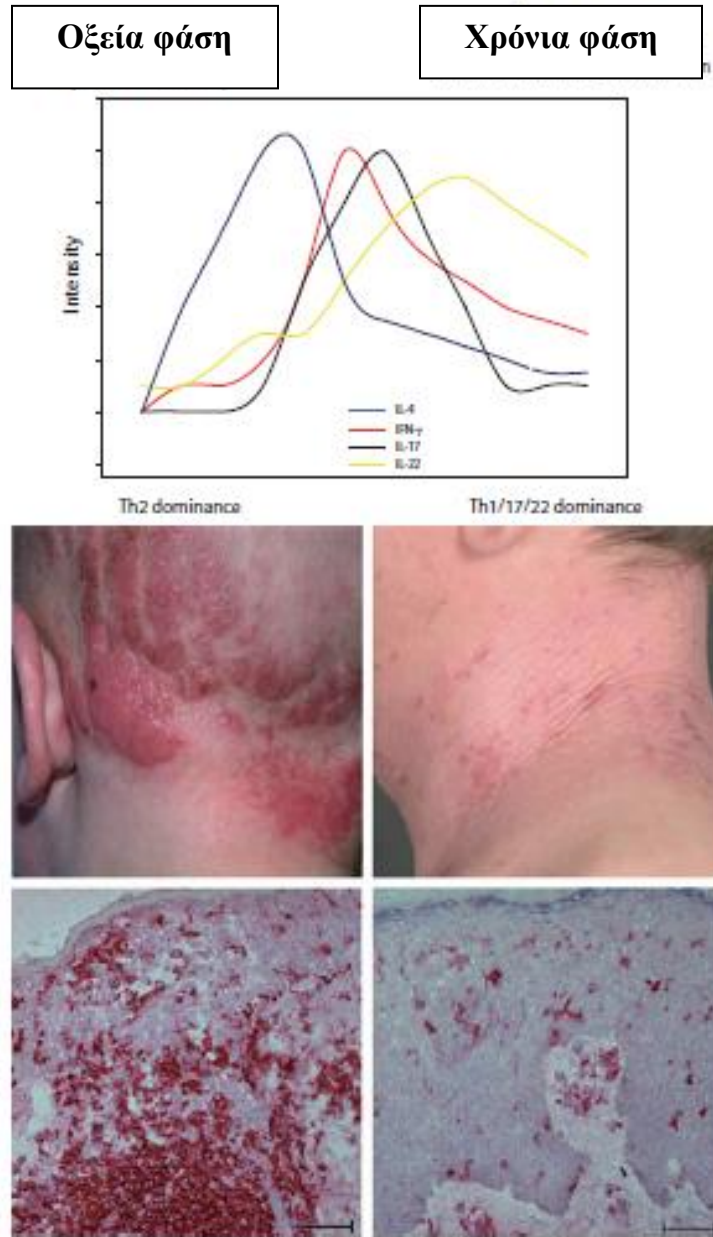 Οξεία φάση
Χρόνια φάση
m
Intensity
IL-4
IFN-γ
IL-17
IL-22
Th2 dominance
Th1/17/22 dominance